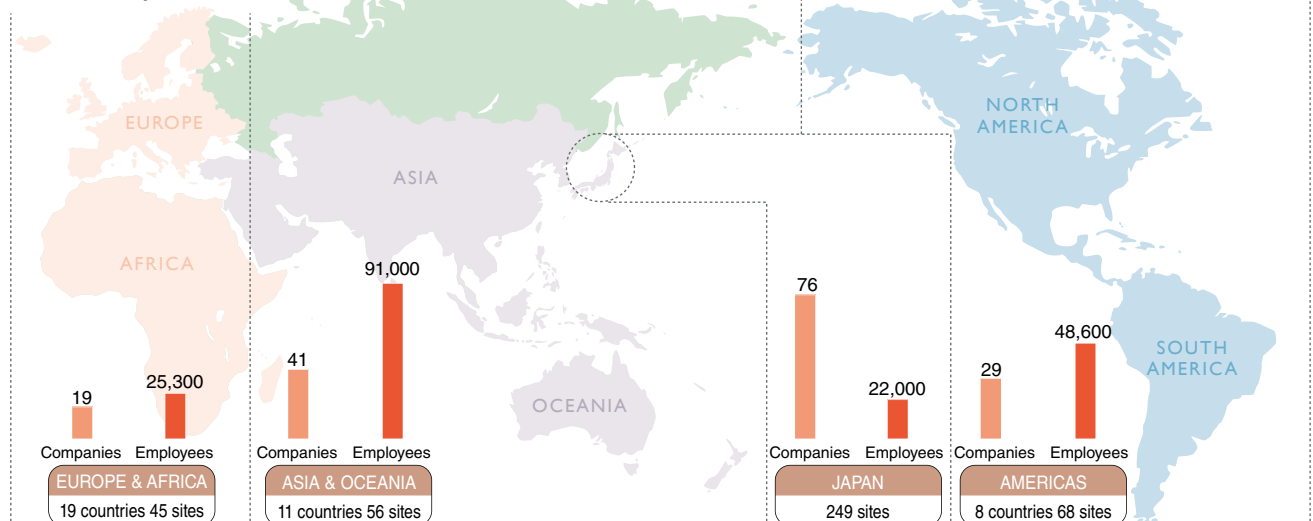 EUROPE
AFRICA
ASIA
OCEANIA
NORTH
AMERICA
SOUTH
AMERICA
19
25,300
Companies Employees
EUROPE & AFRICA
19 countries 45 sites
41
91,000
Companies Employees
ASIA & OCEANIA
11 countries 56 sites
76
22,000
Companies Employees
JAPAN
249 sites
29
48,600
Companies Employees
AMERICAS
8 countries 68 sites